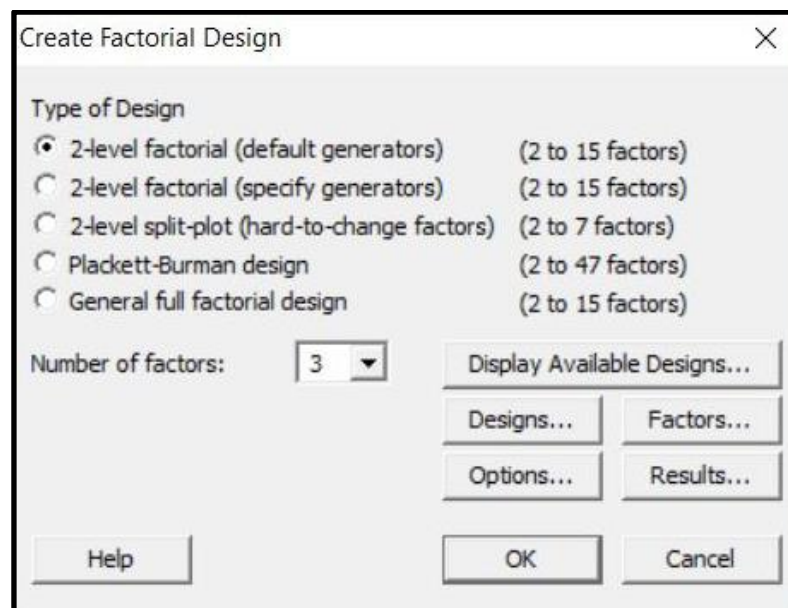 Create Factorial Design
Type of Design
2-level factorial (default generators) (2 to 15 factors)
2-level factorial (specify generators) (2 to 15 factors)
2-level split-plot (hard-to-change factors) (2 to 7 factors)
Plackett-Burman design (2 to 47 factors)
General full factorial design (2 to 15 factors)
Number of factors: 3 Display Available Designs...
Designs... Factors...
Options... Results...
Help OK Cancel